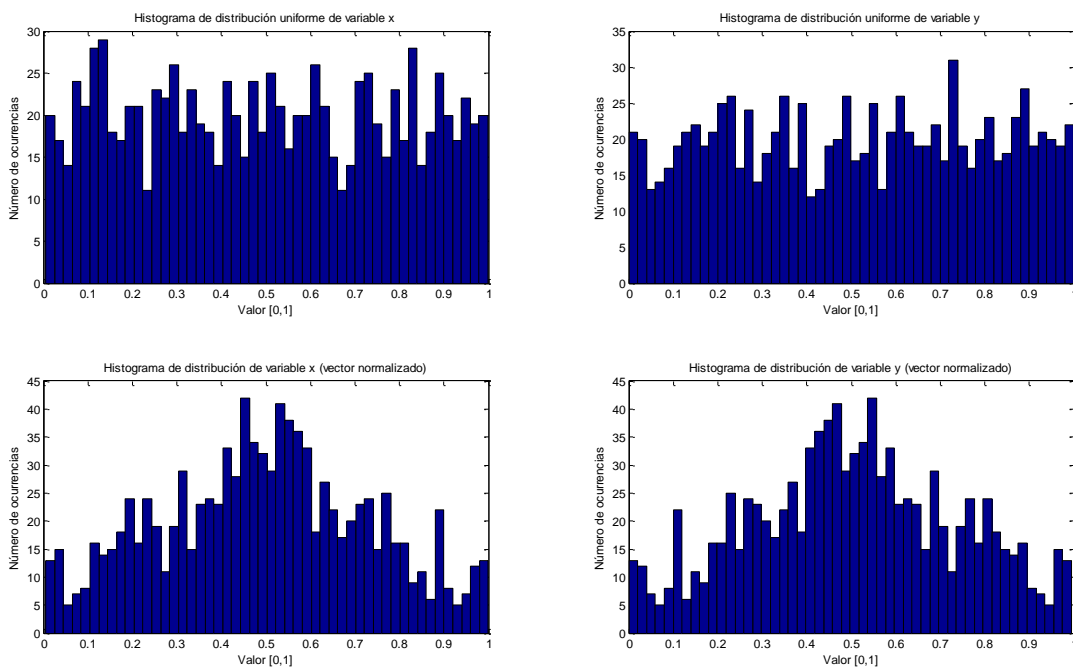 Histograma de distribución uniforme de variable x
Número de ocurrencias
30
25
20
15
10
5
0
0 0.1 0.2 0.3 0.4 0.5 0.6 0.7 0.8 0.9 1
Valor [0,1]
Histograma de distribución uniforme de variable y
Número de ocurrencias
35
30
25
20
15
10
5
0
0 0.1 0.2 0.3 0.4 0.5 0.6 0.7 0.8 0.9 1
Valor [0,1]
Histograma de distribución de variable x (vector normalizado)
Número de ocurrencias
45
40
35
30
25
20
15
10
5
0
0 0.1 0.2 0.3 0.4 0.5 0.6 0.7 0.8 0.9 1
Valor [0,1]
Histograma de distribución de variable y (vector normalizado)
Número de ocurrencias
45
40
35
30
25
20
15
10
5
0
0 0.1 0.2 0.3 0.4 0.5 0.6 0.7 0.8 0.9 1
Valor [0,1]